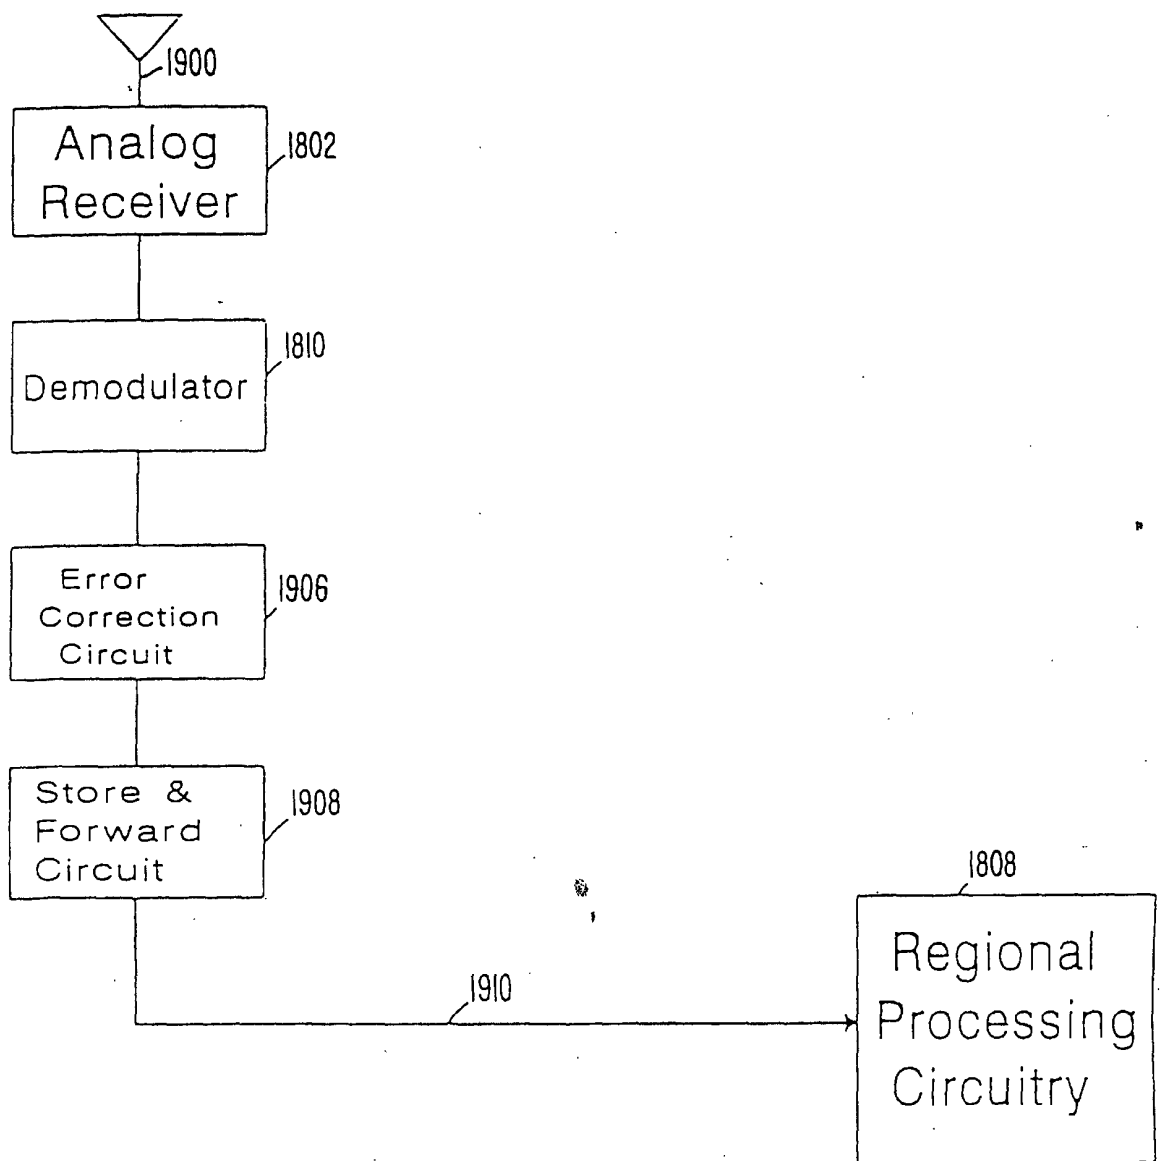 1900
Analog
Receiver
1802
Demodulator
1810
Error
Correction
Circuit
1906
Store &
Forward
Circuit
1908
1910
1808
Regional
Processing
Circuitry